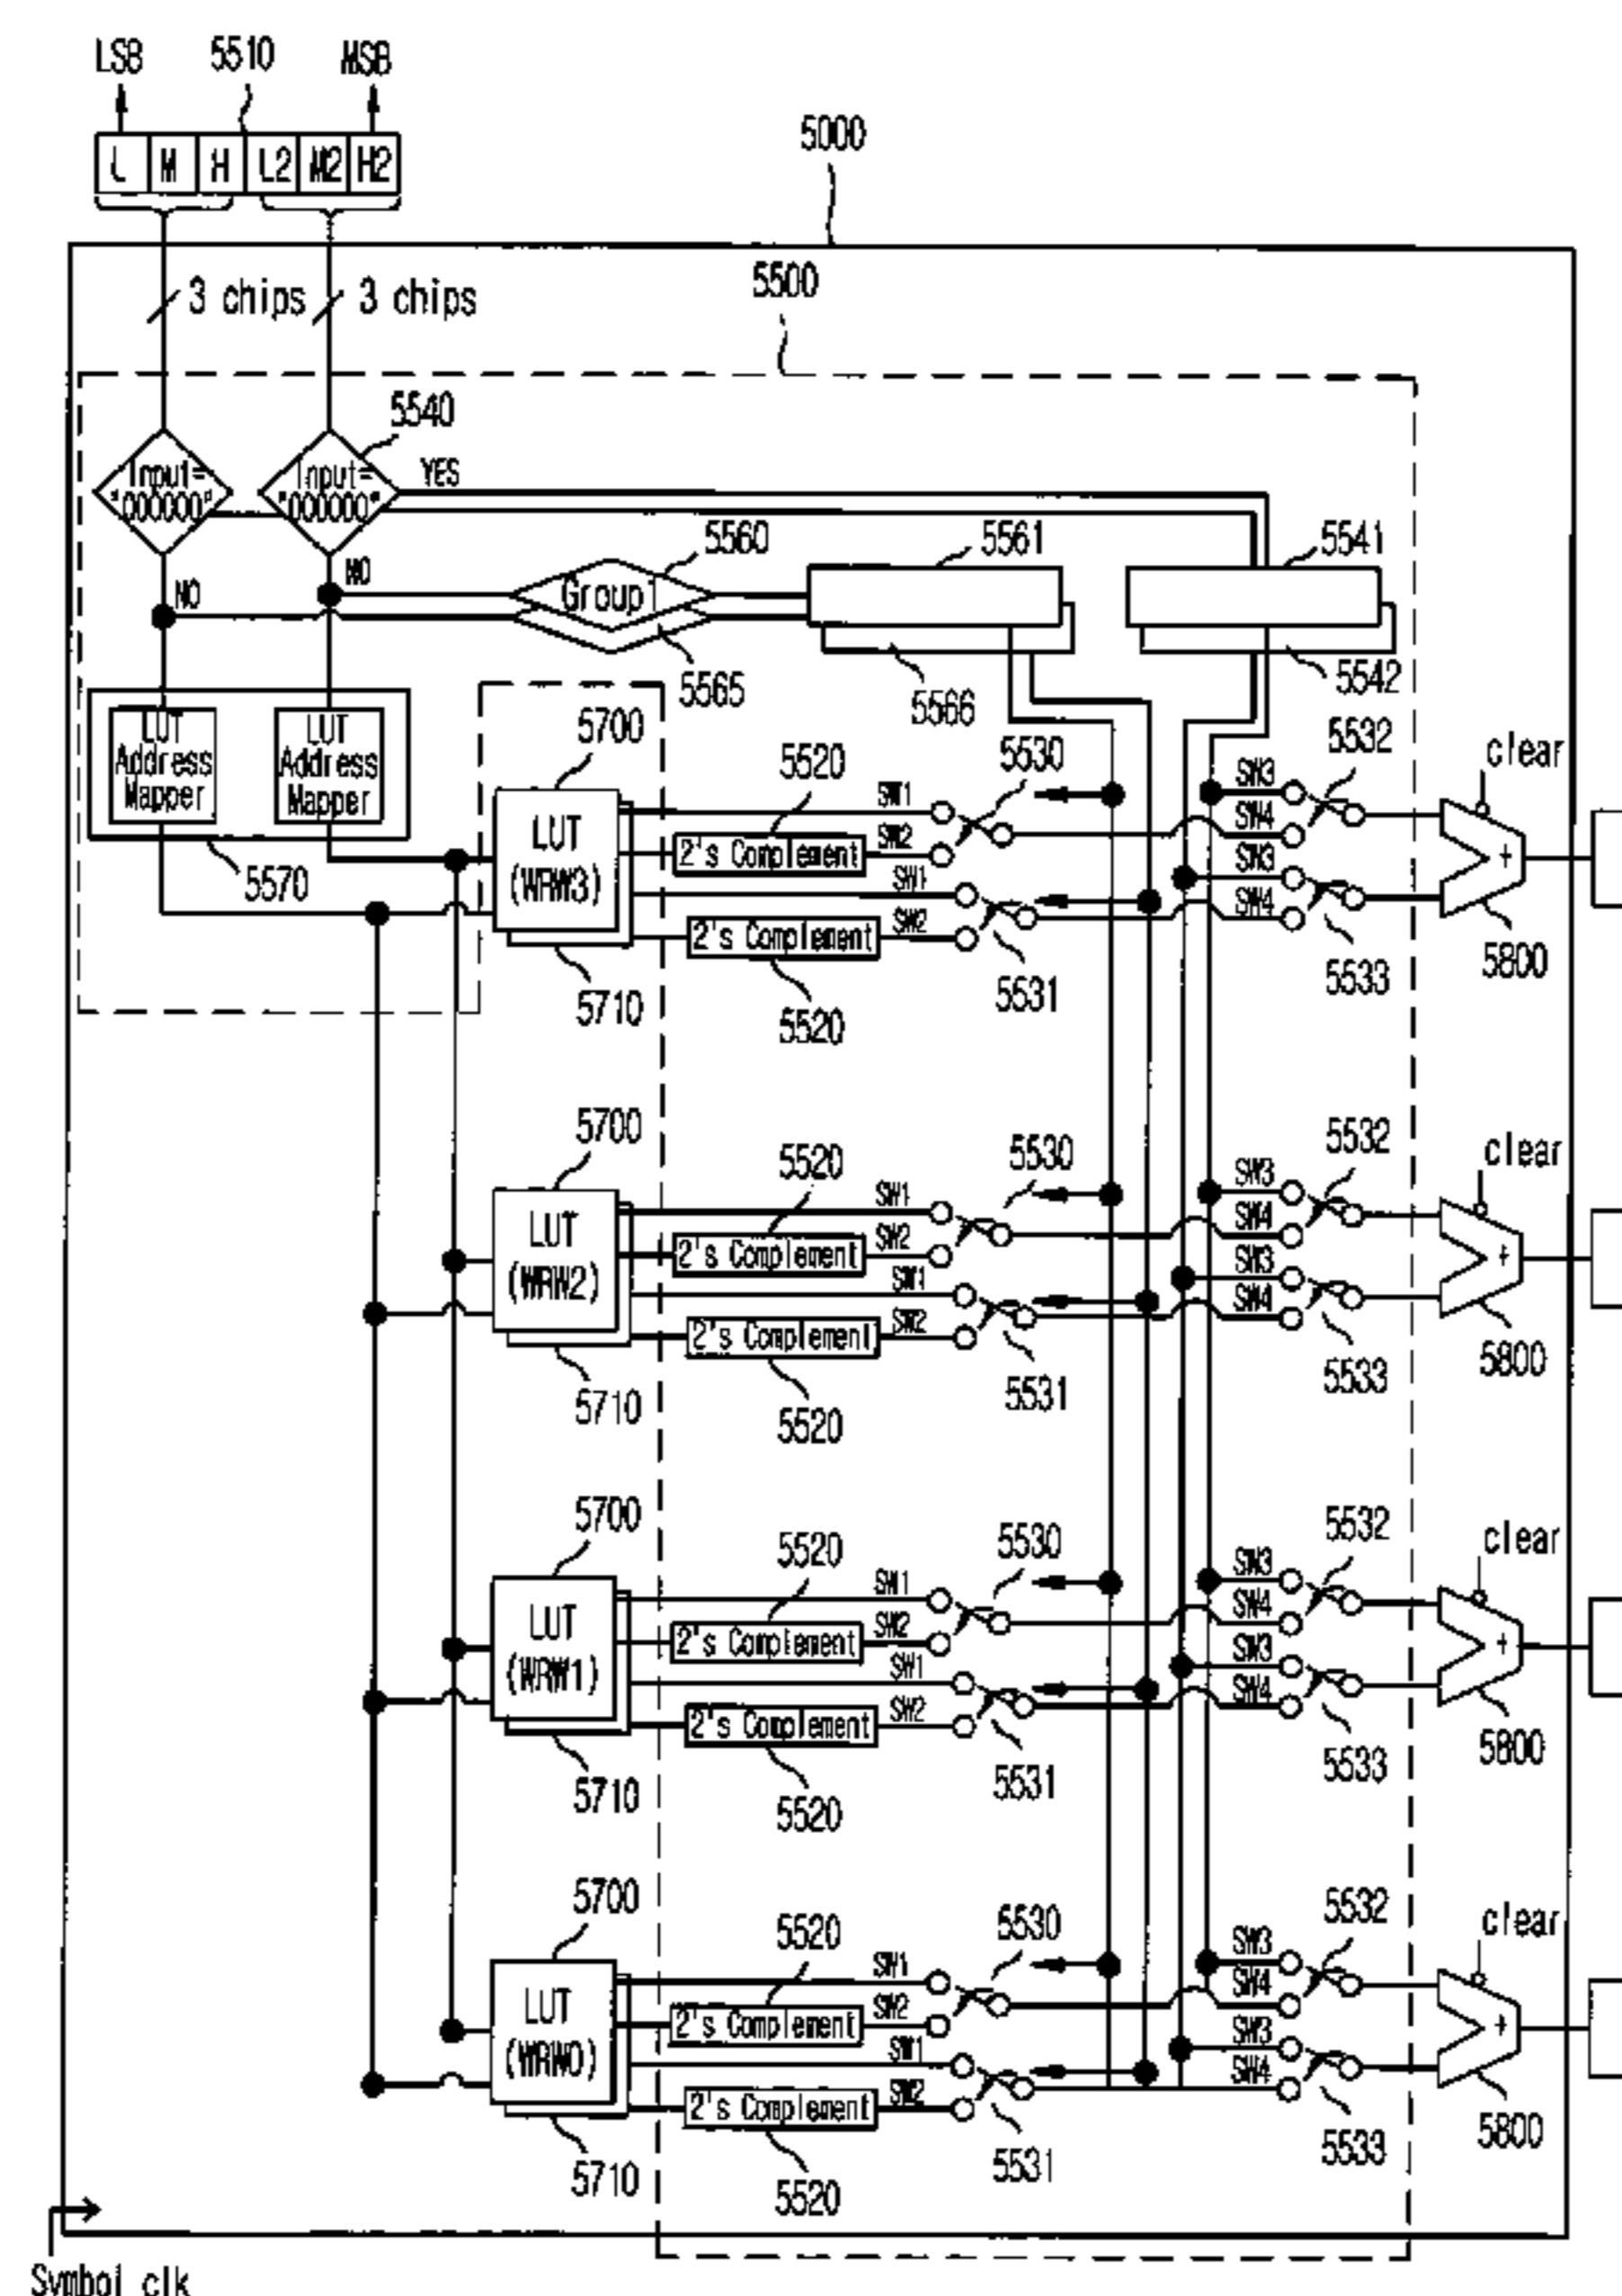 LSB 5510 MSB
L M H L2 M2 H2
5000
5500
3 chips 3 chips
5540
Input= "000000"
Input= "000000"
YES
NO
NO
5560
Group1
5565
5561
5566
5541
5542
LUT Address Mapper
LUT Address Mapper
5570
5700
LUT
(WRW3)
5710
5520
2's Complement
2's Complement
5520
SW1
SW2
SW1
SW2
5530
5531
SW3
SW4
SW3
SW4
5532
5533
clear
+
5800
5700
LUT
(WRW2)
5710
5520
2's Complement
2's Complement
5520
SW1
SW2
SW1
SW2
5530
5531
SW3
SW4
SW3
SW4
5532
5533
clear
+
5800
5700
LUT
(WRW1)
5710
5520
2's Complement
2's Complement
5520
SW1
SW2
SW1
SW2
5530
5531
SW3
SW4
SW3
SW4
5532
5533
clear
+
5800
5700
LUT
(WRW0)
5710
5520
2's Complement
2's Complement
5520
SW1
SW2
SW1
SW2
5530
5531
SW3
SW4
SW3
SW4
5532
5533
clear
+
5800
Symbol clk